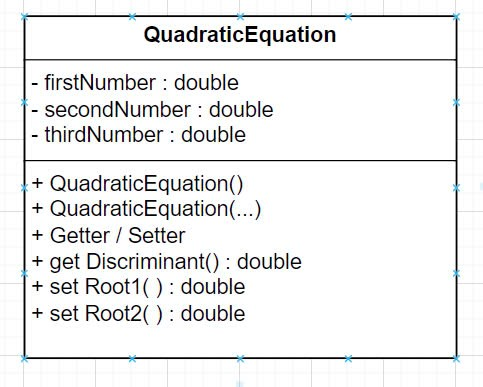 QuadraticEquation
- firstNumber : double
- secondNumber : double
- thirdNumber : double
+ QuadraticEquation()
+ QuadraticEquation(...)
+ Getter / Setter
+ get Discriminant() : double
+ set Root1( ) : double
+ set Root2( ) : double